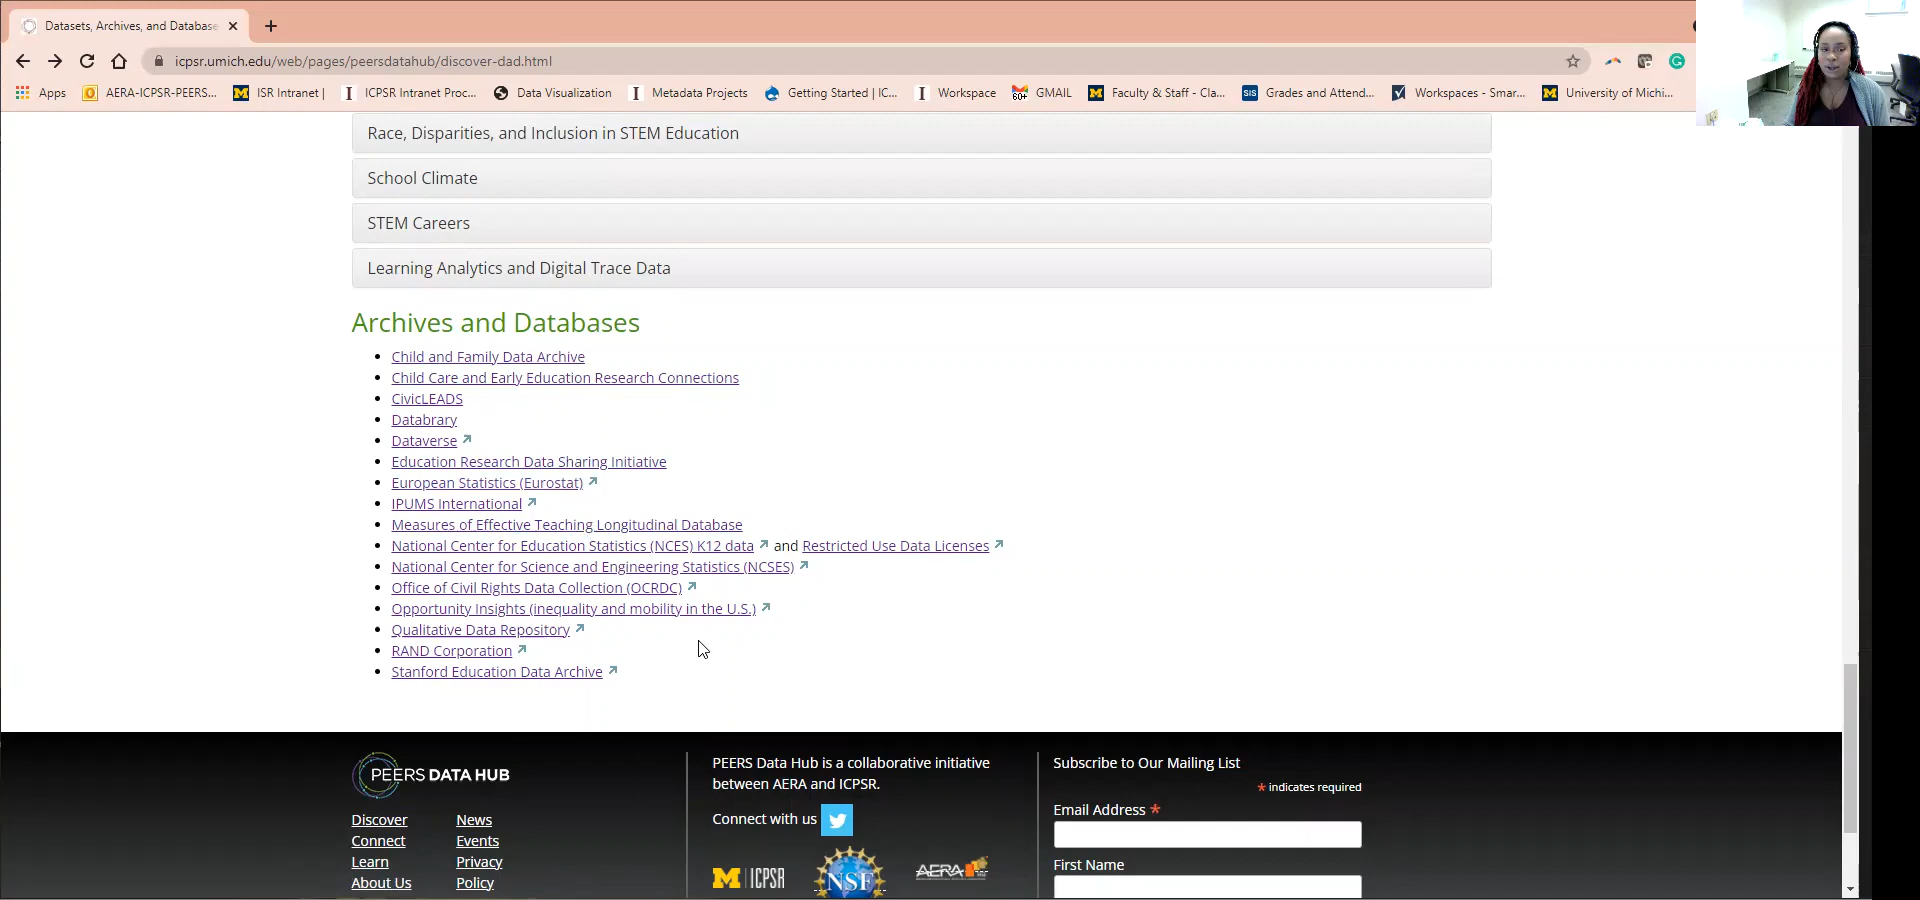 Datasets, Archives, and Database
icpsr.umich.edu/web/pages/peersdatahub/discover-dad.html
Apps
AERA-ICPSR-PEERS...
ISR Intranet |
ICPSR Intranet Proc...
Data Visualization
Metadata Projects
Getting Started | IC...
Workspace
60+
GMAIL
Faculty & Staff - Cla...
SIS
Grades and Attend...
Workspaces - Smar...
University of Michi...
Race, Disparities, and Inclusion in STEM Education
School Climate
STEM Careers
Learning Analytics and Digital Trace Data
Archives and Databases
Child and Family Data Archive
Child Care and Early Education Research Connections
CivicLEADS
Databrary
Dataverse
Education Research Data Sharing Initiative
European Statistics (Eurostat)
IPUMS International
Measures of Effective Teaching Longitudinal Database
National Center for Education Statistics (NCES) K12 data and Restricted Use Data Licenses
National Center for Science and Engineering Statistics (NCSES)
Office of Civil Rights Data Collection (OCRDC)
Opportunity Insights (inequality and mobility in the U.S.)
Qualitative Data Repository
RAND Corporation
Stanford Education Data Archive
PEERS DATA HUB
Discover
Connect
Learn
About Us
News
Events
Privacy
Policy
PEERS Data Hub is a collaborative initiative
between AERA and ICPSR.
Connect with us
M | ICPSR
NSF
AERA
Subscribe to Our Mailing List
* indicates required
Email Address *
First Name